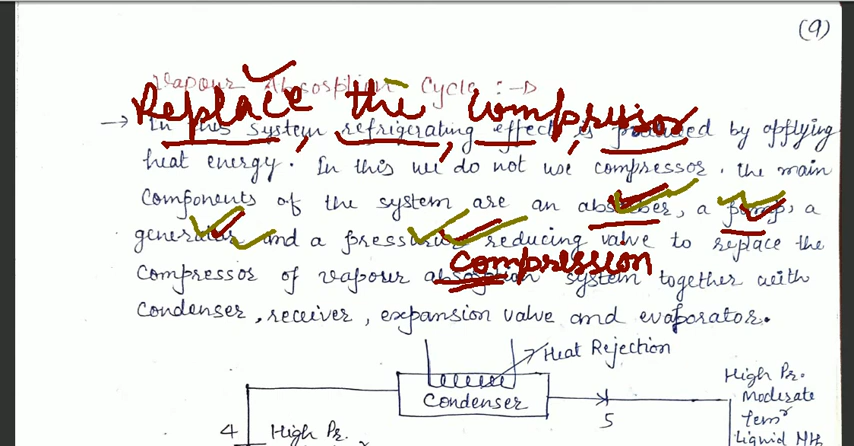 (9)
Vapour Absorption Cycle :-
Replace the compressor
→ In this system, refrigerating effect is produced by applying
heat energy. In this we do not use compressor. The main
components of the system are an absorber, a pump, a
generator and a pressure reducing valve to replace the
compression
compressor of vapour absorption system together with
condenser, receiver, expansion valve and evaporator.
Heat Rejection
Condenser
High Pr.
Moderate
Temr
Liquid NH3
4
High Pr.
5